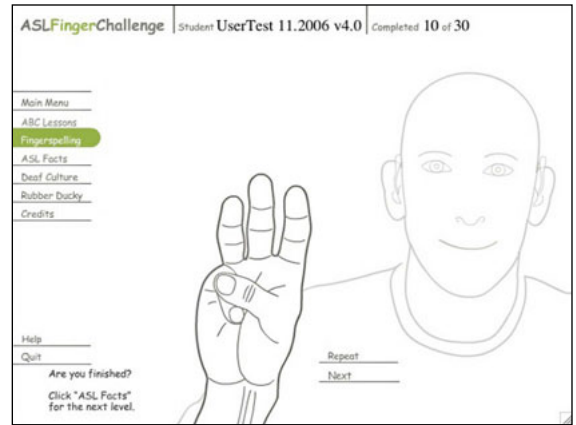 ASLFingerChallenge Student UserTest 11.2006 v4.0 Completed 10 of 30
Main Menu
ABC Lessons
Fingerspelling
ASL Facts
Deaf Culture
Rubber Ducky
Credits
Help
Quit
Are you finished?
Click "ASL Facts"
for the next level.
Repeat
Next